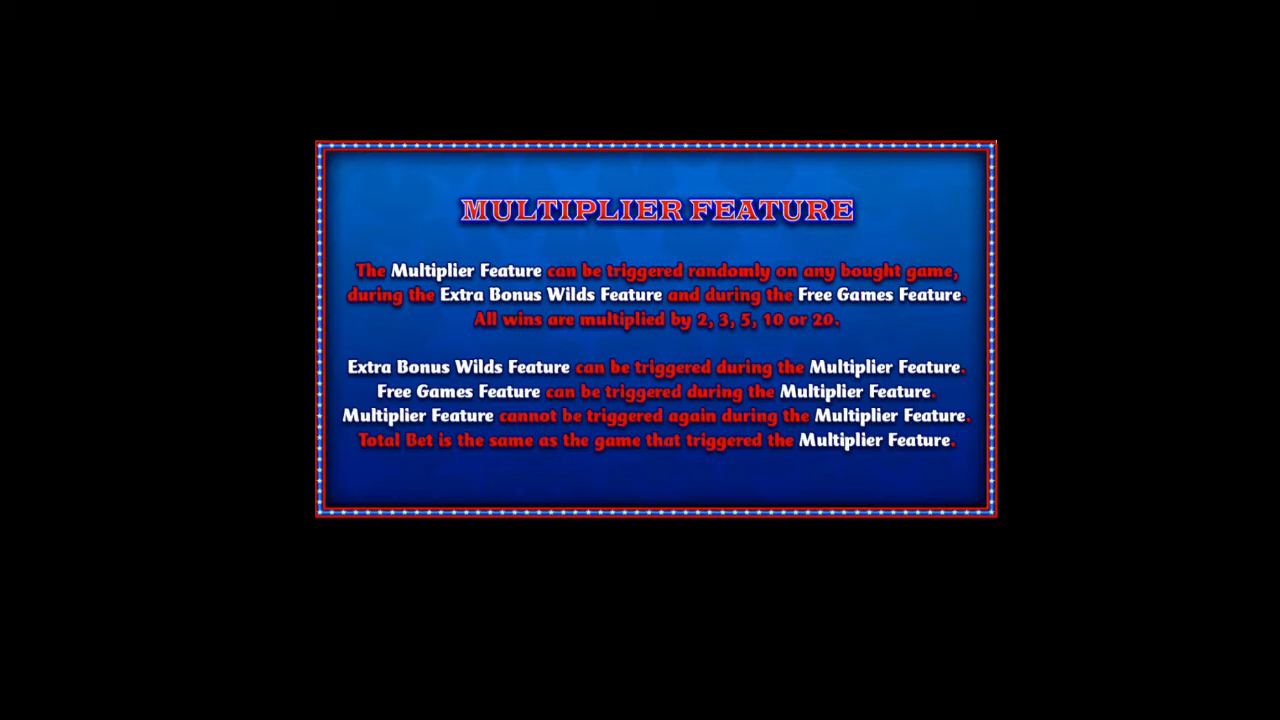 MULTIPLIER FEATURE
The Multiplier Feature can be triggered randomly on any bought game,
during the Extra Bonus Wilds Feature and during the Free Games Feature.
All wins are multiplied by 2, 3, 5, 10 or 20.
Extra Bonus Wilds Feature can be triggered during the Multiplier Feature.
Free Games Feature can be triggered during the Multiplier Feature.
Multiplier Feature cannot be triggered again during the Multiplier Feature.
Total Bet is the same as the game that triggered the Multiplier Feature.